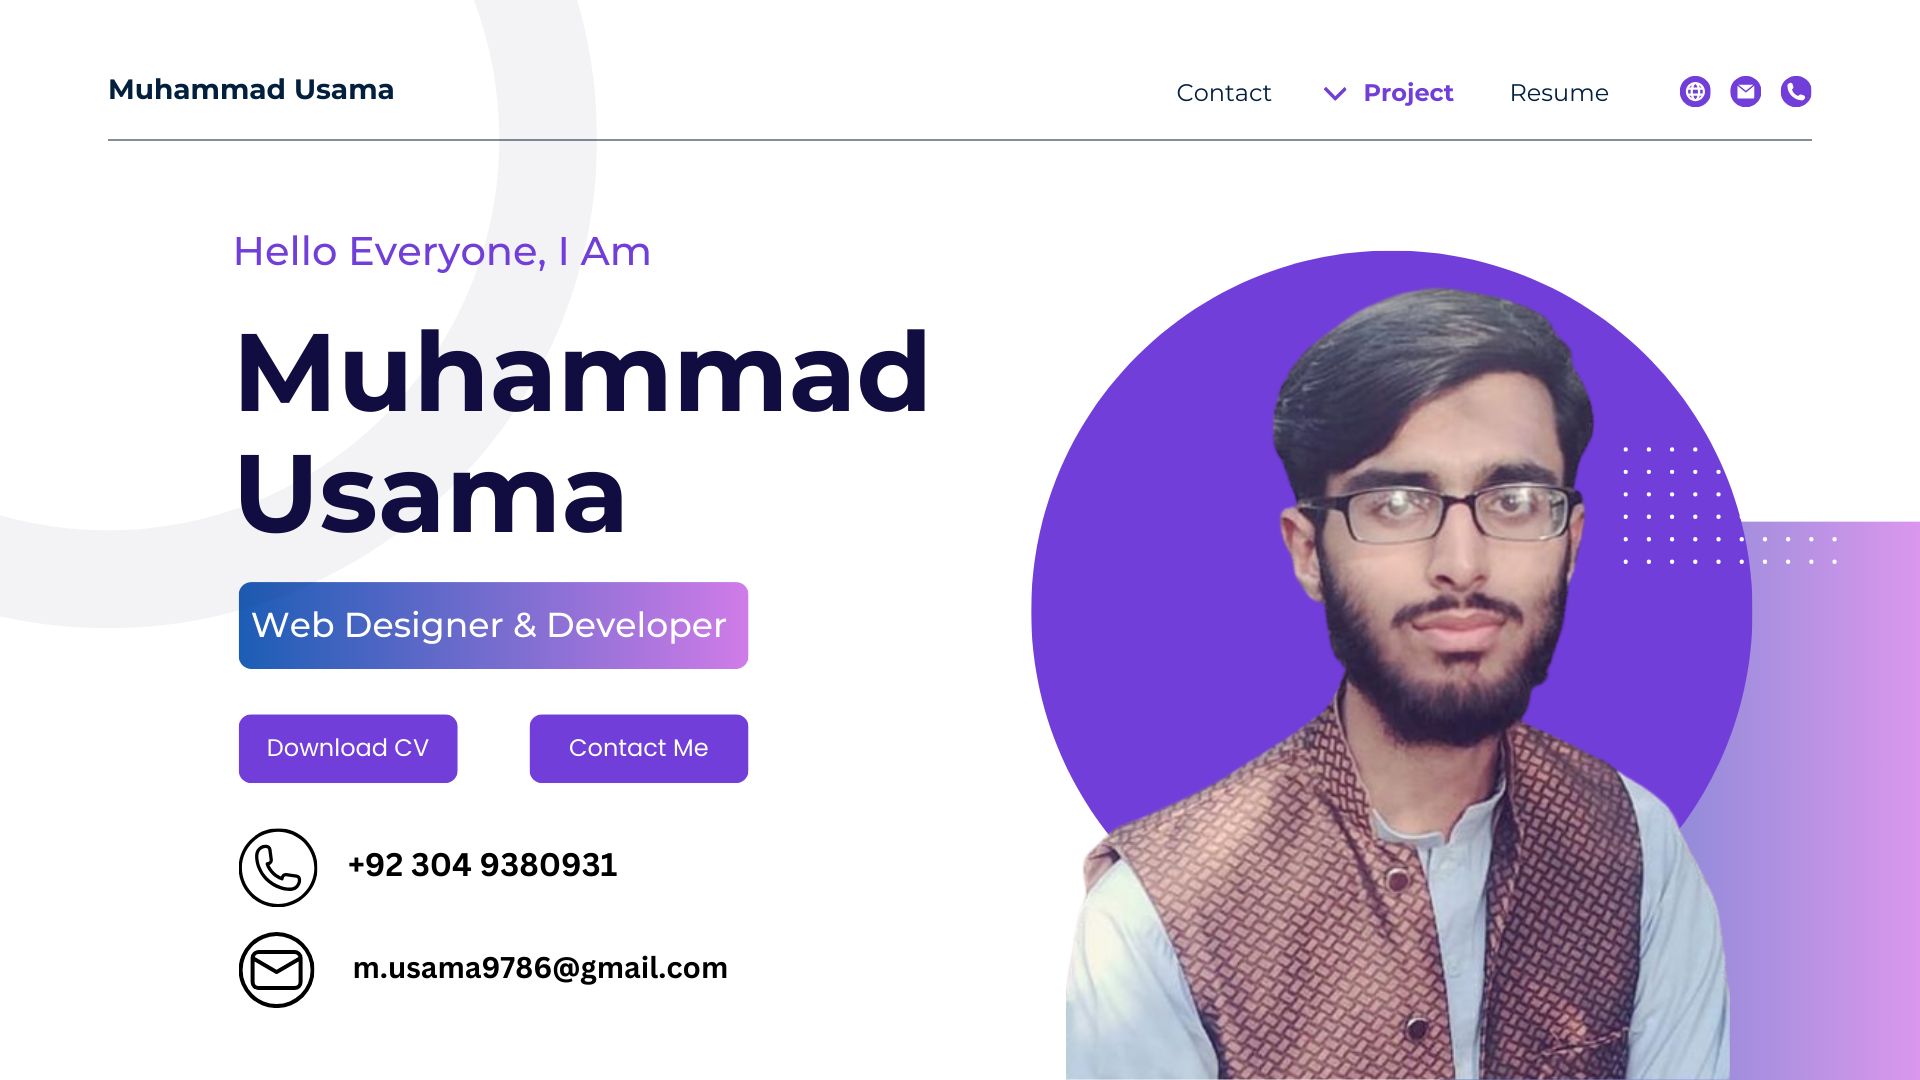 Muhammad Usama
Contact
Project
Resume
Hello Everyone, I Am
Muhammad
Usama
Web Designer & Developer
Download CV
Contact Me
+92 304 9380931
m.usama9786@gmail.com